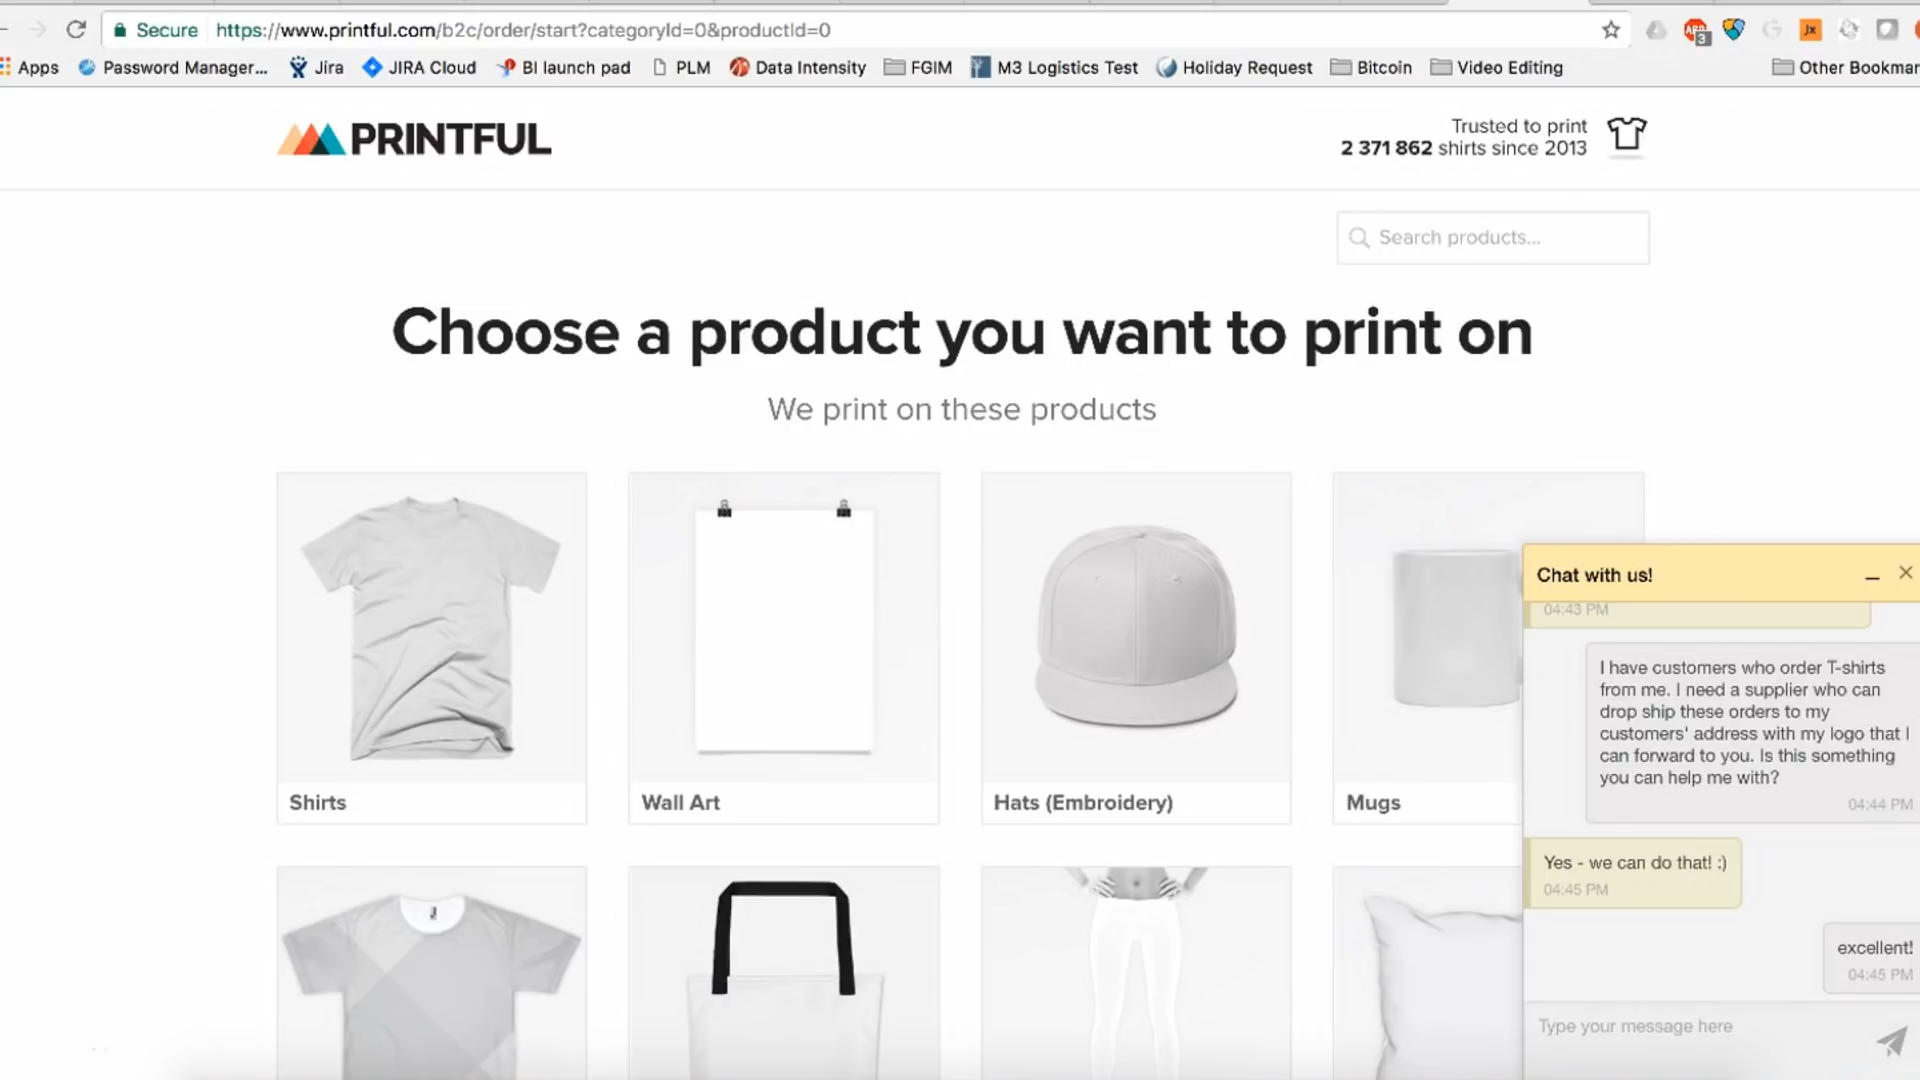 Secure https://www.printful.com/b2c/order/start?categoryId=0&productId=0
ABP 3 Jx
Apps Password Manager... Jira JIRA Cloud BI launch pad PLM Data Intensity FGIM M3 Logistics Test Holiday Request Bitcoin Video Editing Other Bookmar
PRINTFUL
Trusted to print
2 371 862 shirts since 2013
Search products...
Choose a product you want to print on
We print on these products
Shirts
Wall Art
Hats (Embroidery)
Mugs
Chat with us!
04:43 PM
I have customers who order T-shirts
from me. I need a supplier who can
drop ship these orders to my
customers' address with my logo that I
can forward to you. Is this something
you can help me with?
04:44 PM
Yes - we can do that! :)
04:45 PM
excellent!
04:45 PM
Type your message here